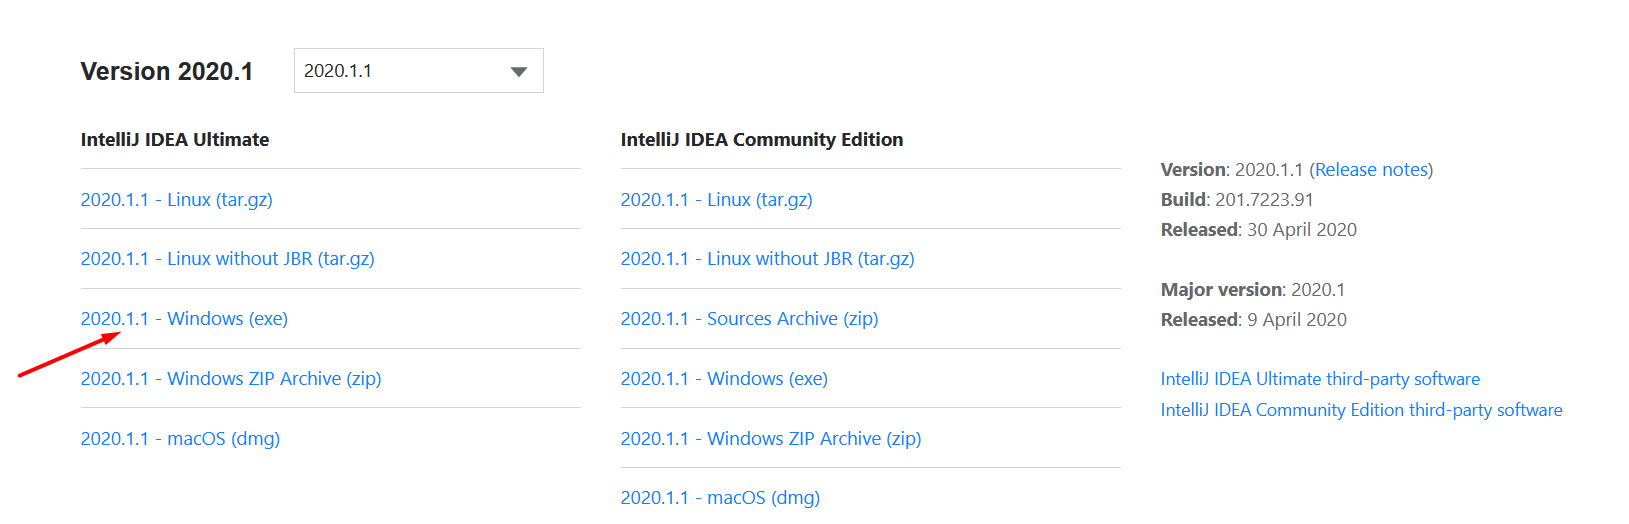 Version 2020.1
2020.1.1
IntelliJ IDEA Ultimate
2020.1.1 - Linux (tar.gz)
2020.1.1 - Linux without JBR (tar.gz)
2020.1.1 - Windows (exe)
2020.1.1 - Windows ZIP Archive (zip)
2020.1.1 - macOS (dmg)
IntelliJ IDEA Community Edition
2020.1.1 - Linux (tar.gz)
2020.1.1 - Linux without JBR (tar.gz)
2020.1.1 - Sources Archive (zip)
2020.1.1 - Windows (exe)
2020.1.1 - Windows ZIP Archive (zip)
2020.1.1 - macOS (dmg)
Version: 2020.1.1 (Release notes)
Build: 201.7223.91
Released: 30 April 2020
Major version: 2020.1
Released: 9 April 2020
IntelliJ IDEA Ultimate third-party software
IntelliJ IDEA Community Edition third-party software